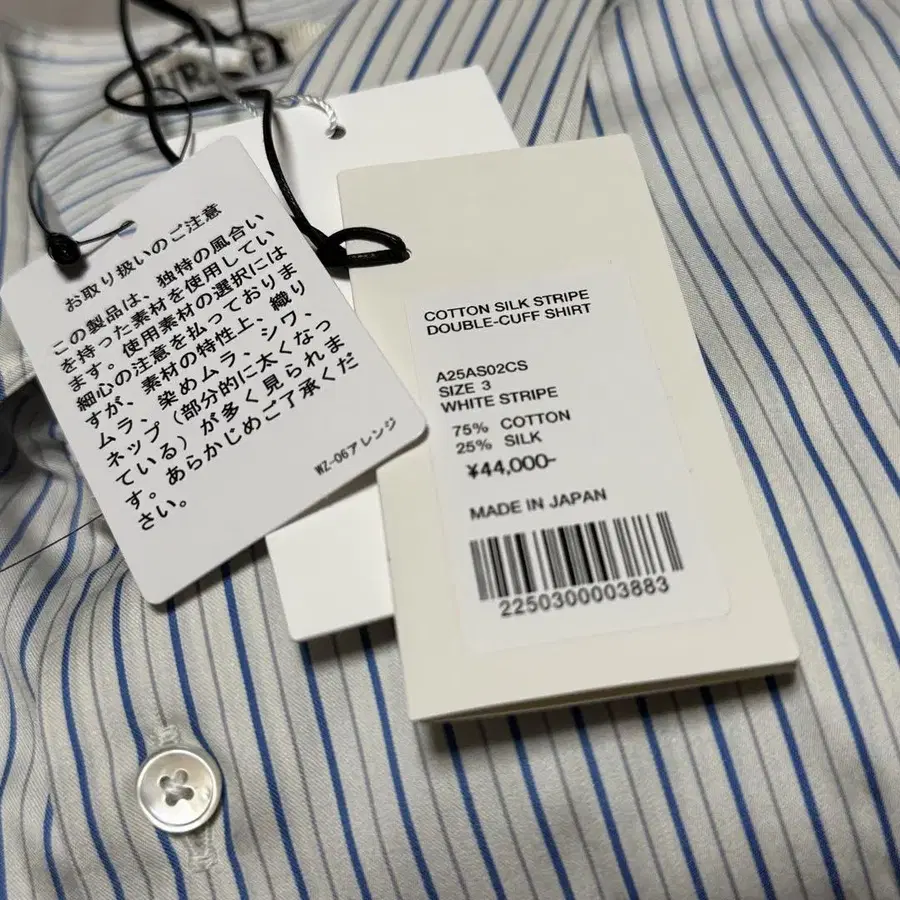 お取り扱いのご注意
この製品は、独特の風合い
を持った素材を使用してい
ます。使用素材の選択には
細心の注意を払っております
すが、素材の特性上、織り
ムラ、染めムラ、シワ、
ネップ（部分的に太くなっ
ている）が多く見られま
す。あらかじめご了承くだ
さい。
WZ-06アレンジ
COTTON SILK STRIPE
DOUBLE-CUFF SHIRT
A25AS02CS
SIZE 3
WHITE STRIPE
75% COTTON
25% SILK
¥44,000-
MADE IN JAPAN
2250300003883